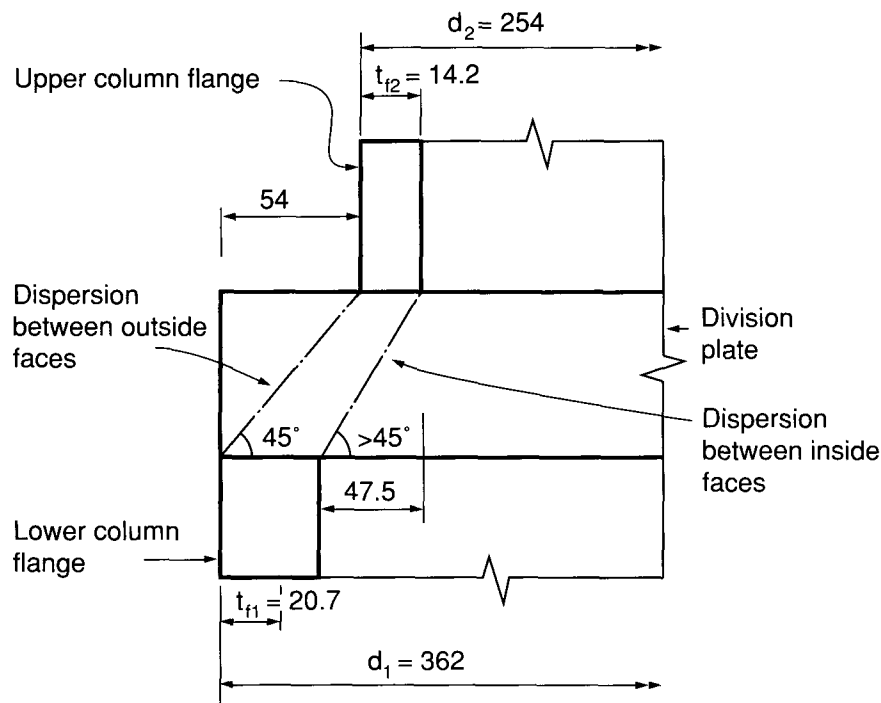 d2 = 254
Upper column flange
tf2 = 14.2
54
Dispersion
between outside
faces
Division
plate
45°
>45°
Dispersion
between inside
faces
47.5
Lower column
flange
tf1 = 20.7
d1 = 362